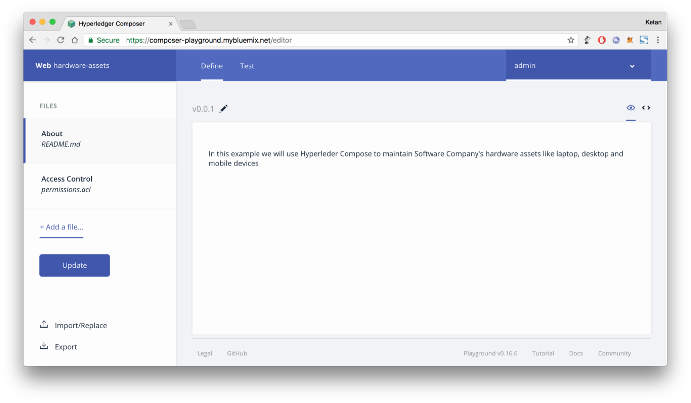 Hyperledger Composer
Ketan
Secure https://composer-playground.mybluemix.net/editor
Web hardware-assets
Define
Test
admin
FILES
v0.0.1
About
README.md
In this example we will use Hyperleder Compose to maintain Software Company's hardware assets like laptop, desktop and
mobile devices
Access Control
permissions.acl
+ Add a file...
Update
Import/Replace
Export
Legal
GitHub
Playground v0.16.0
Tutorial
Docs
Community